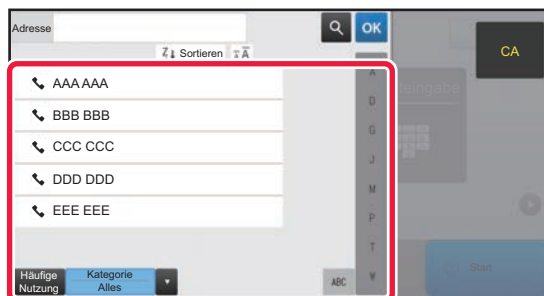 Adresse
OK
CA
Sortieren
AAA AAA
BBB BBB
CCC CCC
DDD DDD
EEE EEE
A
D
G
J
M
P
T
W
Häufige
Nutzung
Kategorie
Alles
ABC
Start